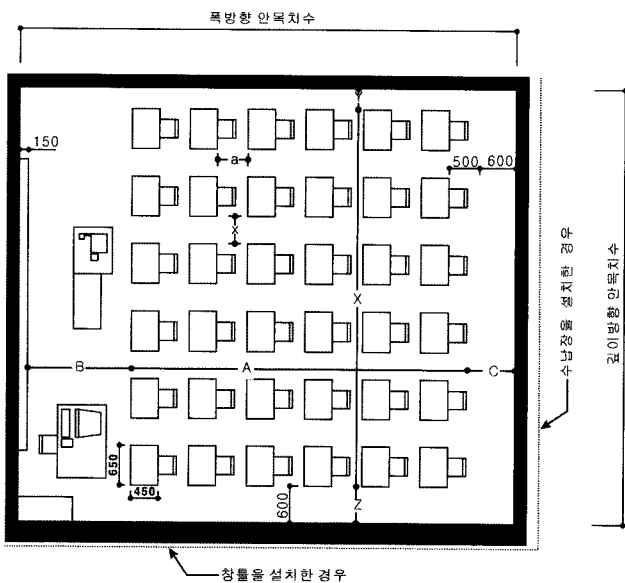 폭방향 안목치수
Y
150
a
500 600
x
X
수납장을 설치한 경우
깊이방향 안목치수
B
A
C
650
450
600
Z
창틀을 설치한 경우